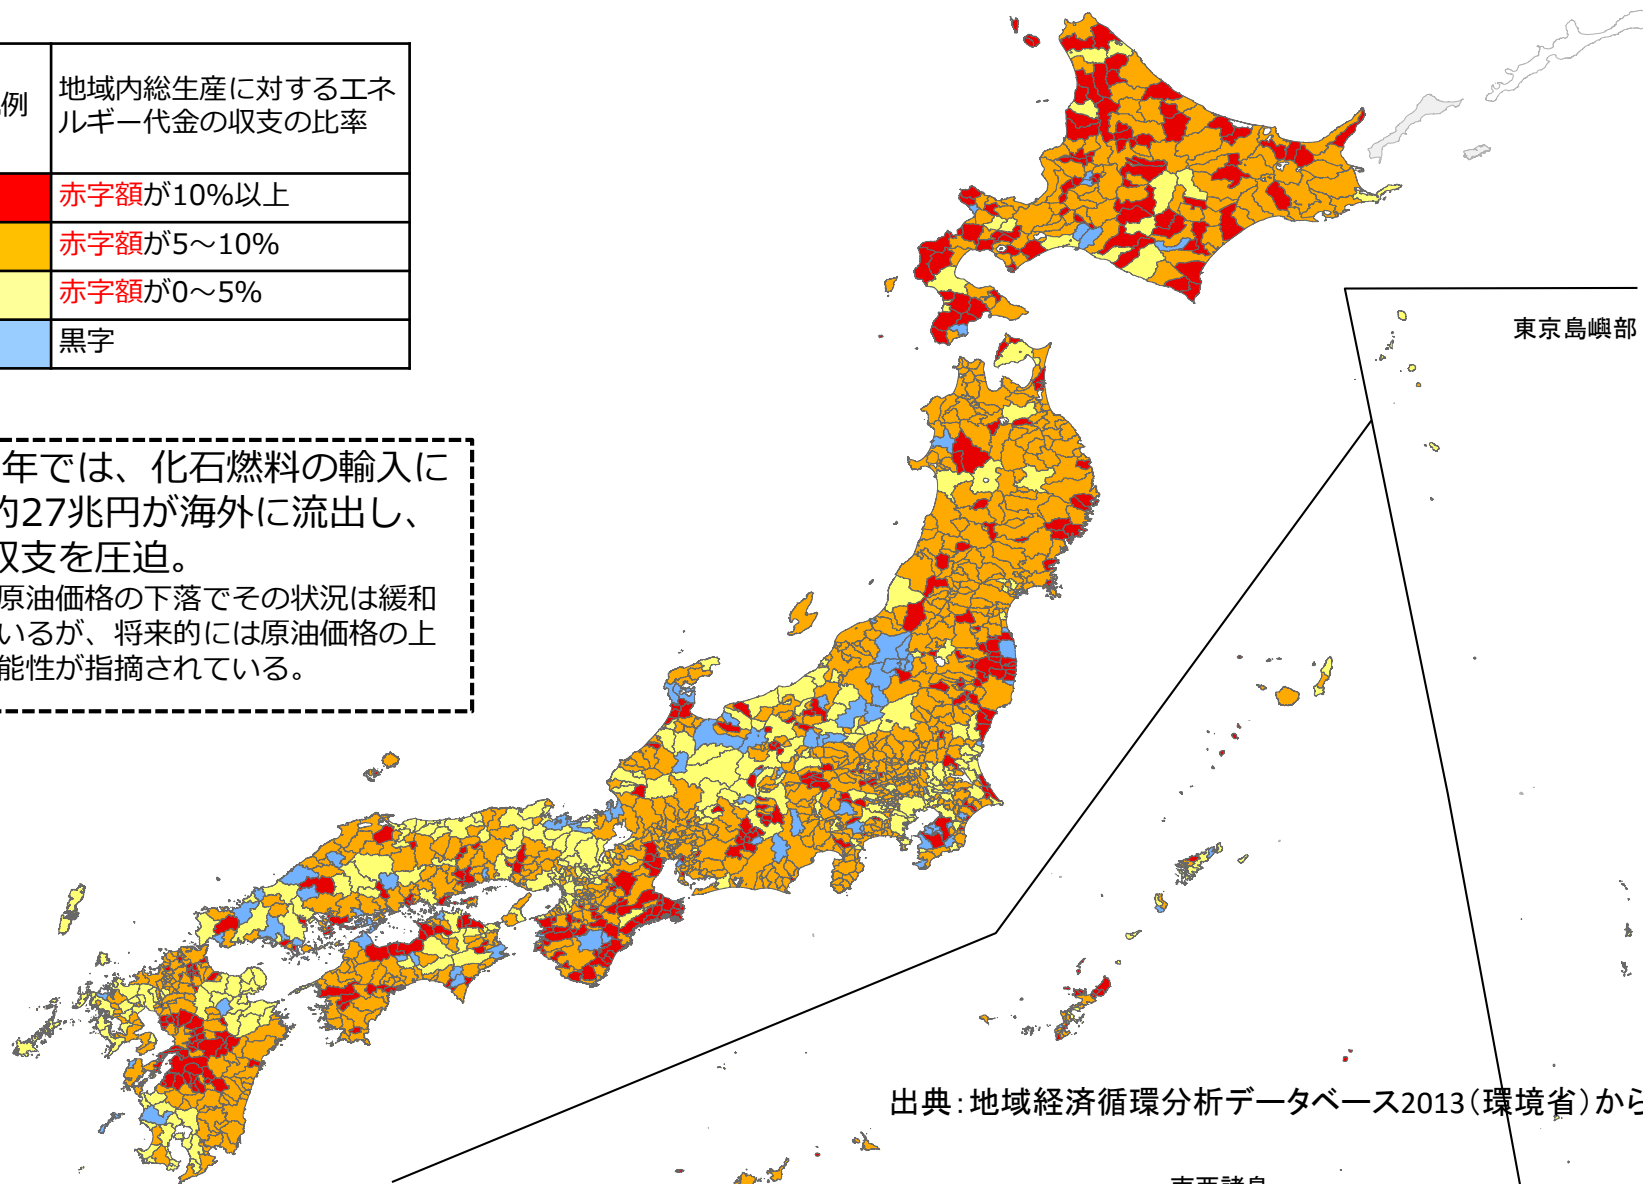 例
地域内総生産に対するエネ
ルギー代金の収支の比率
赤字額が10%以上
赤字額が5～10%
赤字額が0～5%
黒字
年では、化石燃料の輸入に
約27兆円が海外に流出し、
収支を圧迫。
原油価格の下落でその状況は緩和
いるが、将来的には原油価格の上
能性が指摘されている。
東京島嶼部
出典：地域経済循環分析データベース2013（環境省）から
南西諸島